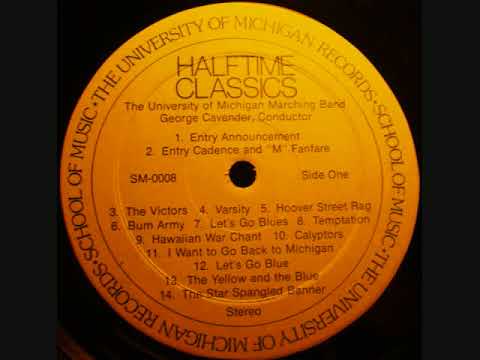 THE UNIVERSITY OF MICHIGAN RECORDS·SCHOOL OF MUSIC·THE UNIVERSITY OF MICHIGAN RECORDS·SCHOOL OF MUSIC·
HALFTIME
CLASSICS
The University of Michigan Marching Band
George Cavender, Conductor
1. Entry Announcement
2. Entry Cadence and "M" Fanfare
SM-0008 Side One
3. The Victors 4. Varsity 5. Hoover Street Rag
6. Bum Army 7. Let's Go Blues 8. Temptation
9. Hawaiian War Chant 10. Calyptors
11. I Want to Go Back to Michigan
12. Let's Go Blue
13. The Yellow and the Blue
14. The Star Spangled Banner
Stereo